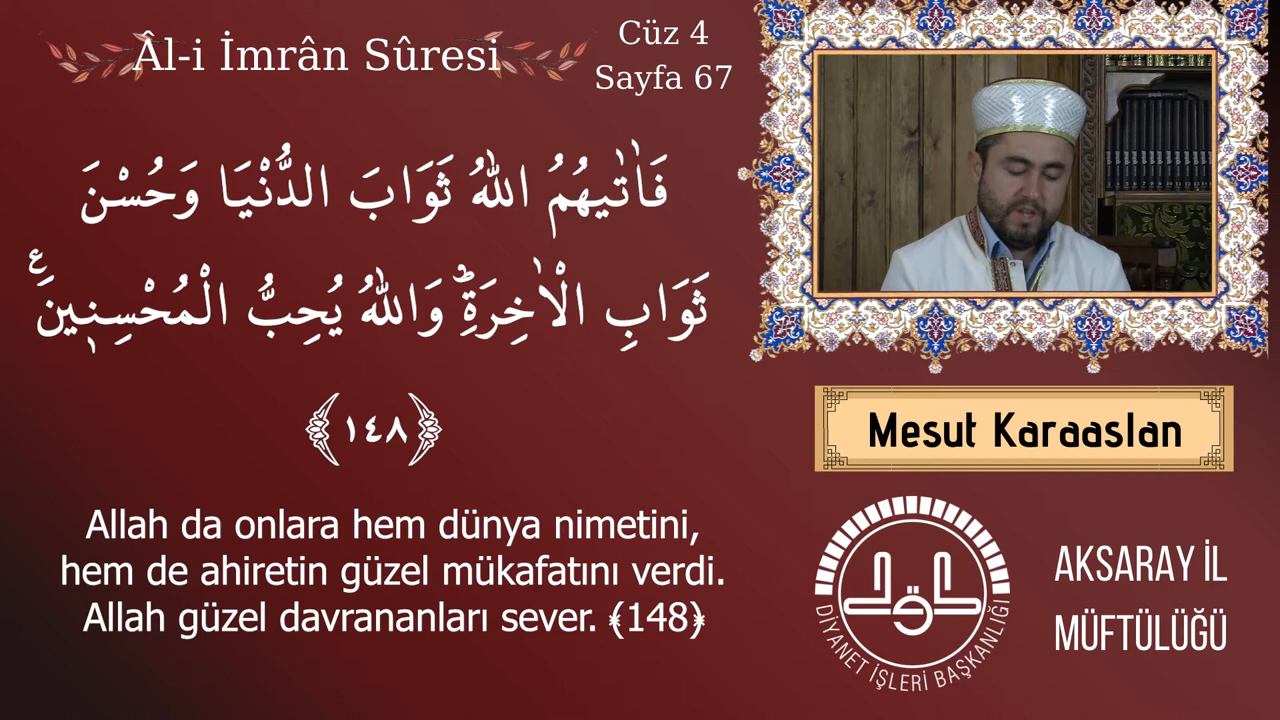 Âl-i İmrân Sûresi
Cüz 4
Sayfa 67
فَاٰتٰيهُمُ اللّٰهُ ثَوَابَ الدُّنْيَا وَحُسْنَ
ثَوَابِ الْاٰخِرَةِۜ وَاللّٰهُ يُحِبُّ الْمُحْسِن۪ينَ۟ ع
﴿١٤٨﴾
Allah da onlara hem dünya nimetini,
hem de ahiretin güzel mükafatını verdi.
Allah güzel davrananları sever. ﴾148﴿
Mesut Karaaslan
DİYANET İŞLERİ BAŞKANLIĞI
AKSARAY İL
MÜFTÜLÜĞÜ